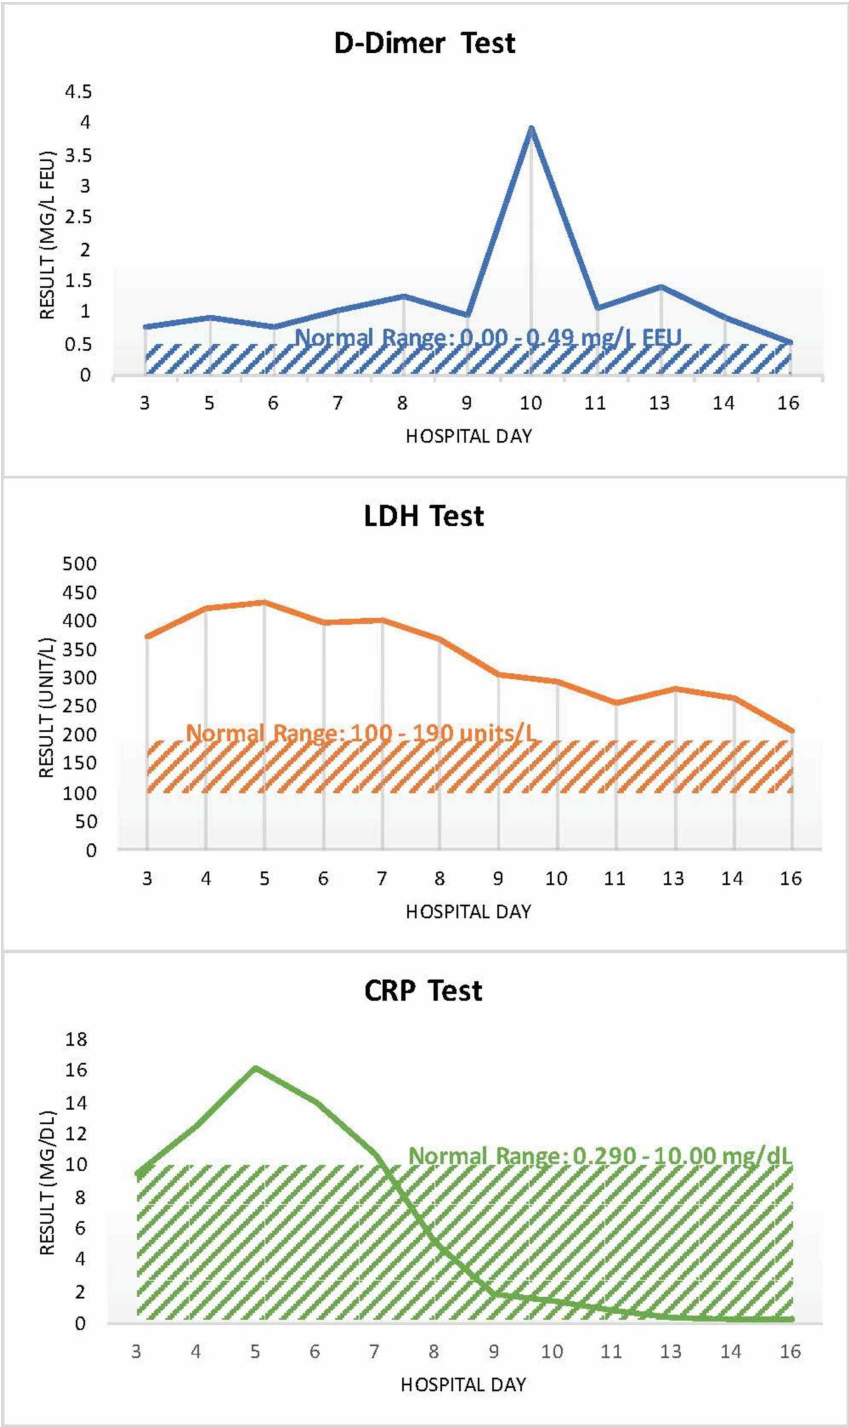 D-Dimer Test
4.5
4
3.5
3
2.5
2
1.5
1
0.5
0
RESULT (MG/L FEU)
Normal Range: 0.00 - 0.49 mg/L EEU
3 5 6 7 8 9 10 11 13 14 16
HOSPITAL DAY
LDH Test
500
450
400
350
300
250
200
150
100
50
0
RESULT (UNIT/L)
Normal Range: 100 - 190 units/L
3 4 5 6 7 8 9 10 11 13 14 16
HOSPITAL DAY
CRP Test
18
16
14
12
10
8
6
4
2
0
RESULT (MG/DL)
Normal Range: 0.290 - 10.00 mg/dL
3 4 5 6 7 8 9 10 11 13 14 16
HOSPITAL DAY